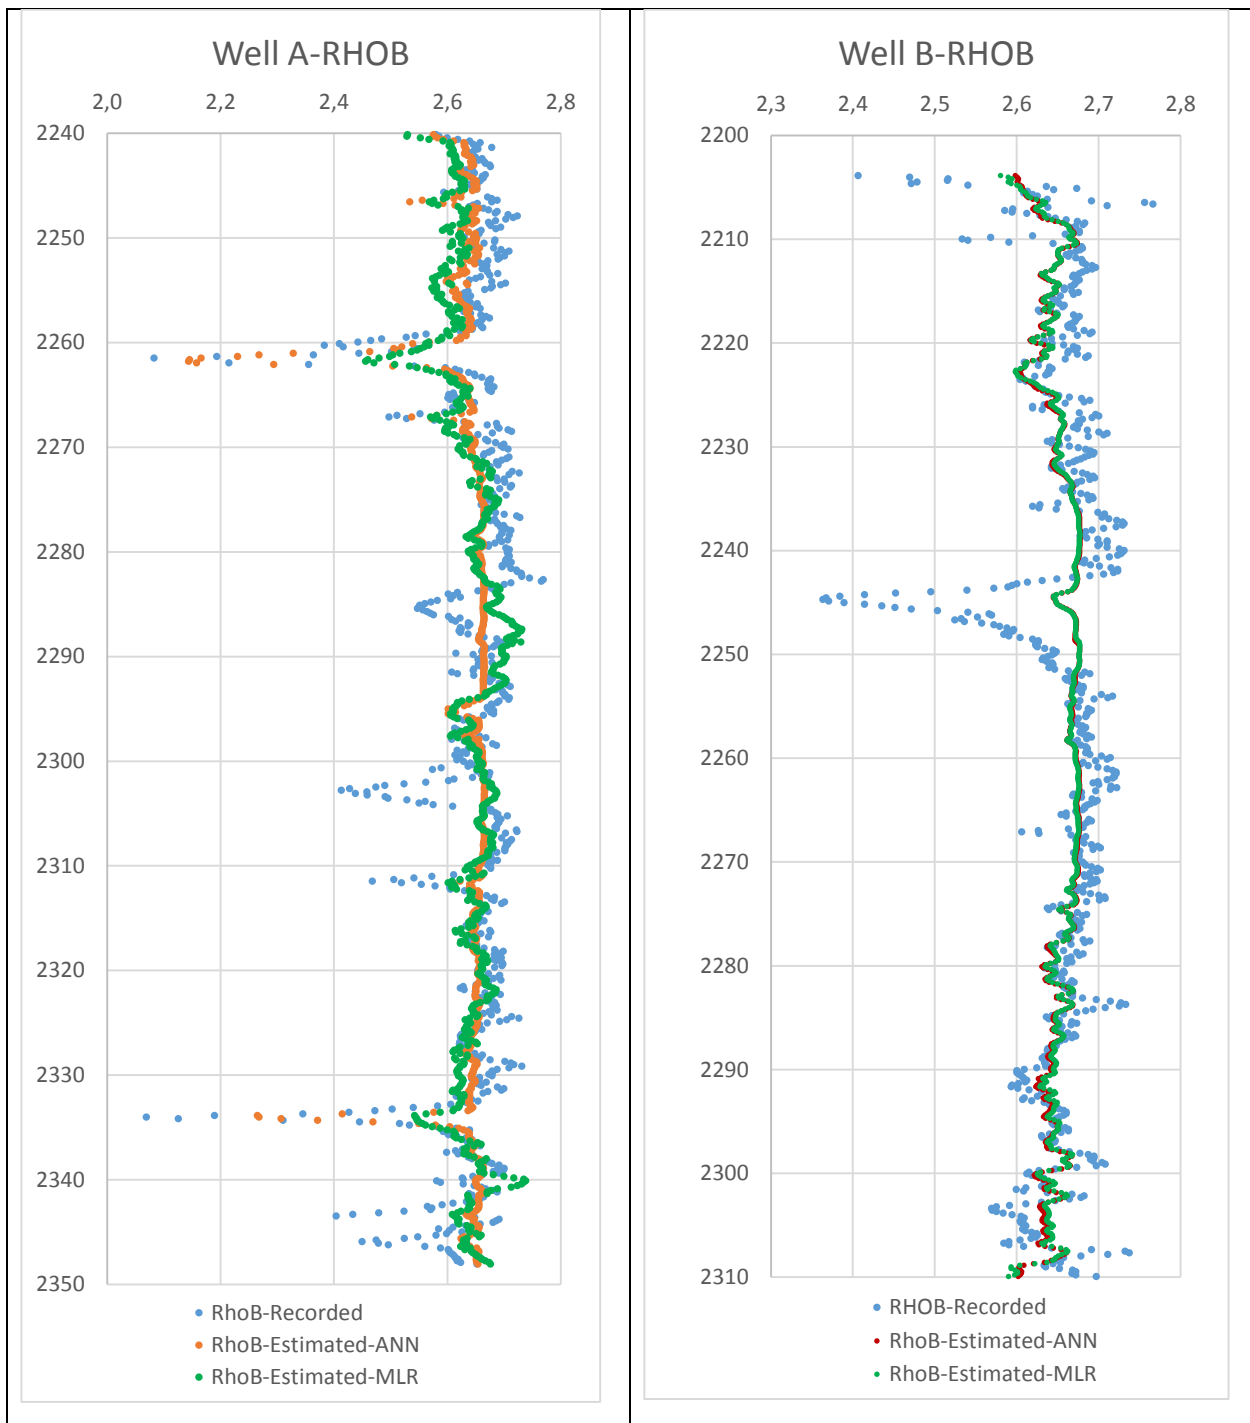 Well A-RHOB
2,0 2,2 2,4 2,6 2,8
2240
2250
2260
2270
2280
2290
2300
2310
2320
2330
2340
2350
RhoB-Recorded
RhoB-Estimated-ANN
RhoB-Estimated-MLR
Well B-RHOB
2,3 2,4 2,5 2,6 2,7 2,8
2200
2210
2220
2230
2240
2250
2260
2270
2280
2290
2300
2310
RHOB-Recorded
RhoB-Estimated-ANN
RhoB-Estimated-MLR